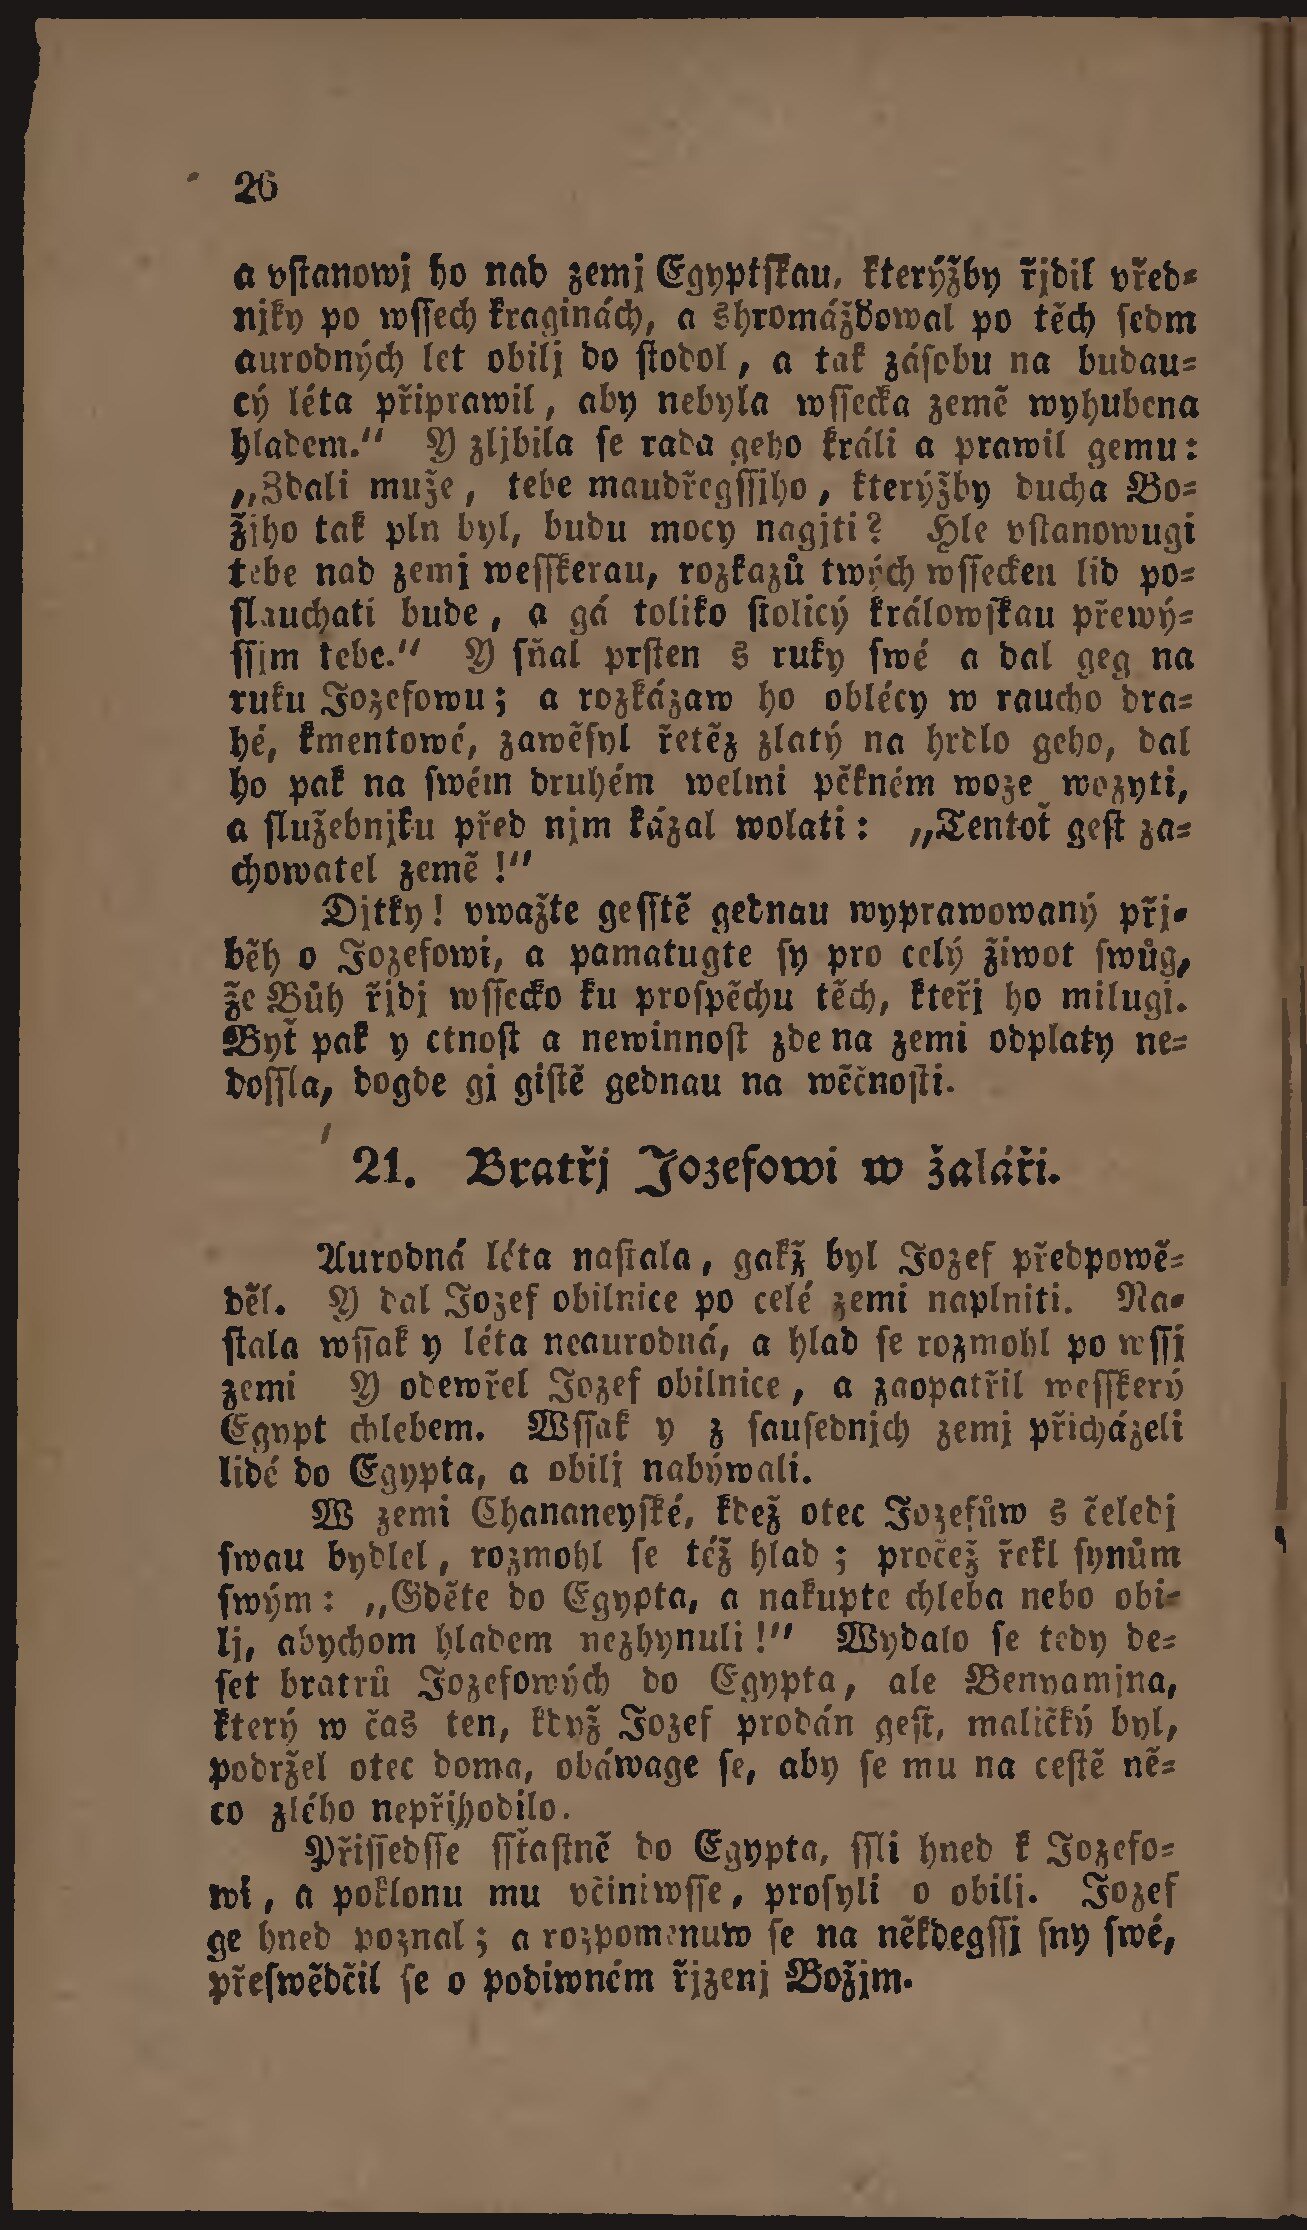 26
a vstanowj ho nad zemj Egyptſkau, kterýžby řjdil vřed=
njky po wſſech kraginách, a shromážďowal po těch ſedm
aurodných let obilj do ſtodol, a tak záſobu na budau=
cý léta připrawil, aby nebyla wſſecka země wyhubena
hladem.“ Y zljbila ſe rada geho králi a prawil gemu:
„Zdali muže, tebe maudřegſſjho, kterýžby ducha Bo=
žjho tak pln byl, budu mocy nagjti? Hle vſtanowugi
tebe nad zemj weſſkerau, rozkazů twých wſſecken lid po=
ſlauchati bude, a gá toliko ſtolicý králowſkau přewý=
ſſjm tebe.“ Y ſňal prſten s ruky ſwé a dal geg na
ruku Jozefowu; a rozkázaw ho oblécy w raucho dra=
hé, kmentowé, zawěſyl řetěz zlatý na hrdlo geho, dal
ho pak na ſwém druhém welmi pěkném woze wozyti,
a ſlužebnjku před njm kázal wolati: „Tentoť geſt za=
chowatel země!“
Djtky! vwažte geſſtě gednau wyprawowaný přj=
běh o Jozefowi, a pamatugte ſy pro celý žiwot ſwůg,
že Bůh řjdj wſſecko ku proſpěchu těch, kteřj ho milugj.
Byť pak y ctnoſt a newinnoſt zde na zemi odplaty ne=
doſſla, dogde gj giſtě gednau na wěčnoſti.
21. Bratřj Jozefowi w žaláři.
Aurodná léta naſtala, gakž byl Jozef předpowě=
děl. Y dal Jozef obilnice po celé zemi naplniti. Na=
ſtala wſſak y léta neaurodná, a hlad ſe rozmohl po wſſj
zemi Y odewřel Jozef obilnice, a zaopatřil weſſkerý
Egypt chlebem. Wſſak y z ſauſednjch zemj přicházeli
lidé do Egypta, a obilj nabýwali.
W zemi Chananeyſké, kdež otec Jozefůw s čeledj
ſwau bydlel, rozmohl ſe též hlad; pročež řekl ſynům
ſwým: „Gděte do Egypta, a nakupte chleba nebo obi=
lj, abychom hladem nezhynuli!“ Wydalo ſe tedy de=
ſet bratrů Jozefowých do Egypta, ale Benyamjna,
který w čas ten, když Jozef prodán geſt, maličký byl,
podržel otec doma, obáwage ſe, aby ſe mu na ceſtě ně=
co zlého nepřihodilo.
Přiſſedſſe ſſťaſtně do Egypta, ſſli hned k Jozefo=
wi, a poklonu mu včiniwſſe, proſyli o obilj. Jozef
ge hned poznal; a rozpomenuw ſe na někdegſſj ſny ſwé,
přeſwědčil ſe o podiwném řjzenj Božjm.